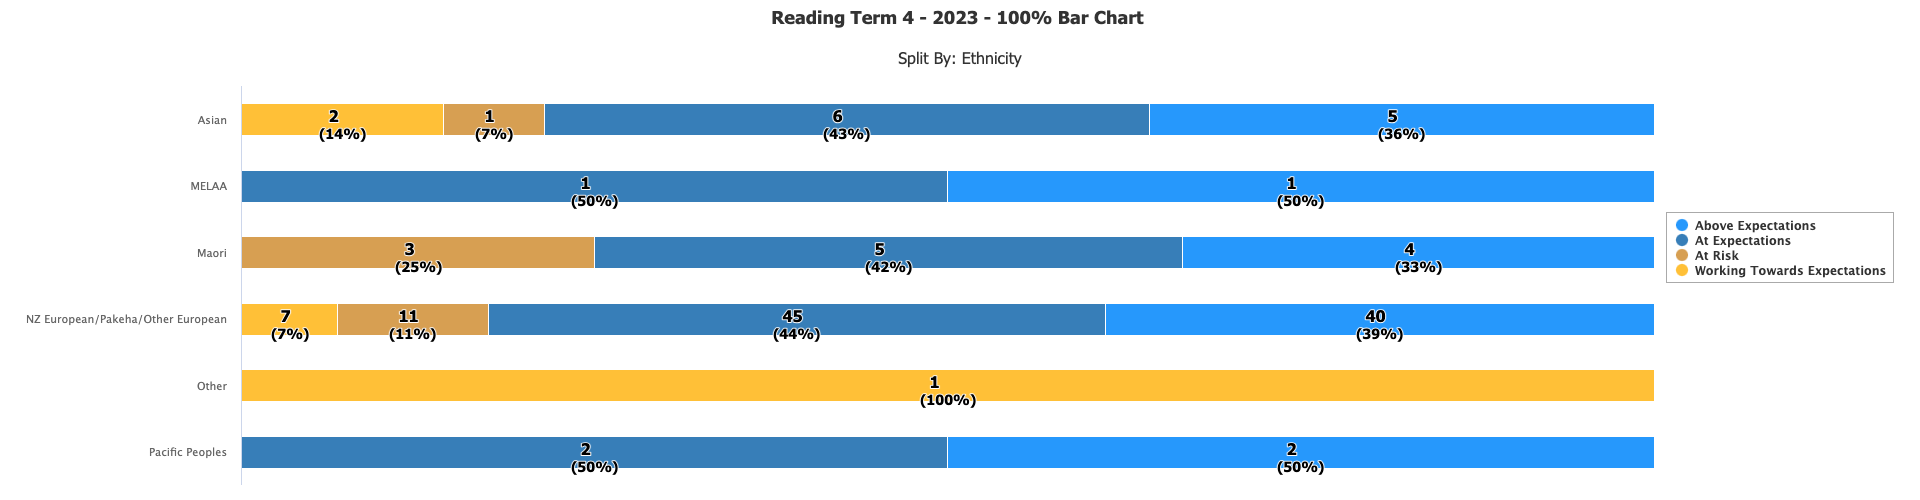 Reading Term 4 - 2023 - 100% Bar Chart
Split By: Ethnicity
Asian
2
(14%)
1
(7%)
6
(43%)
5
(36%)
MELAA
1
(50%)
1
(50%)
Maori
3
(25%)
5
(42%)
4
(33%)
NZ European/Pakeha/Other European
7
(7%)
11
(11%)
45
(44%)
40
(39%)
Other
1
(100%)
Pacific Peoples
2
(50%)
2
(50%)
Above Expectations
At Expectations
At Risk
Working Towards Expectations